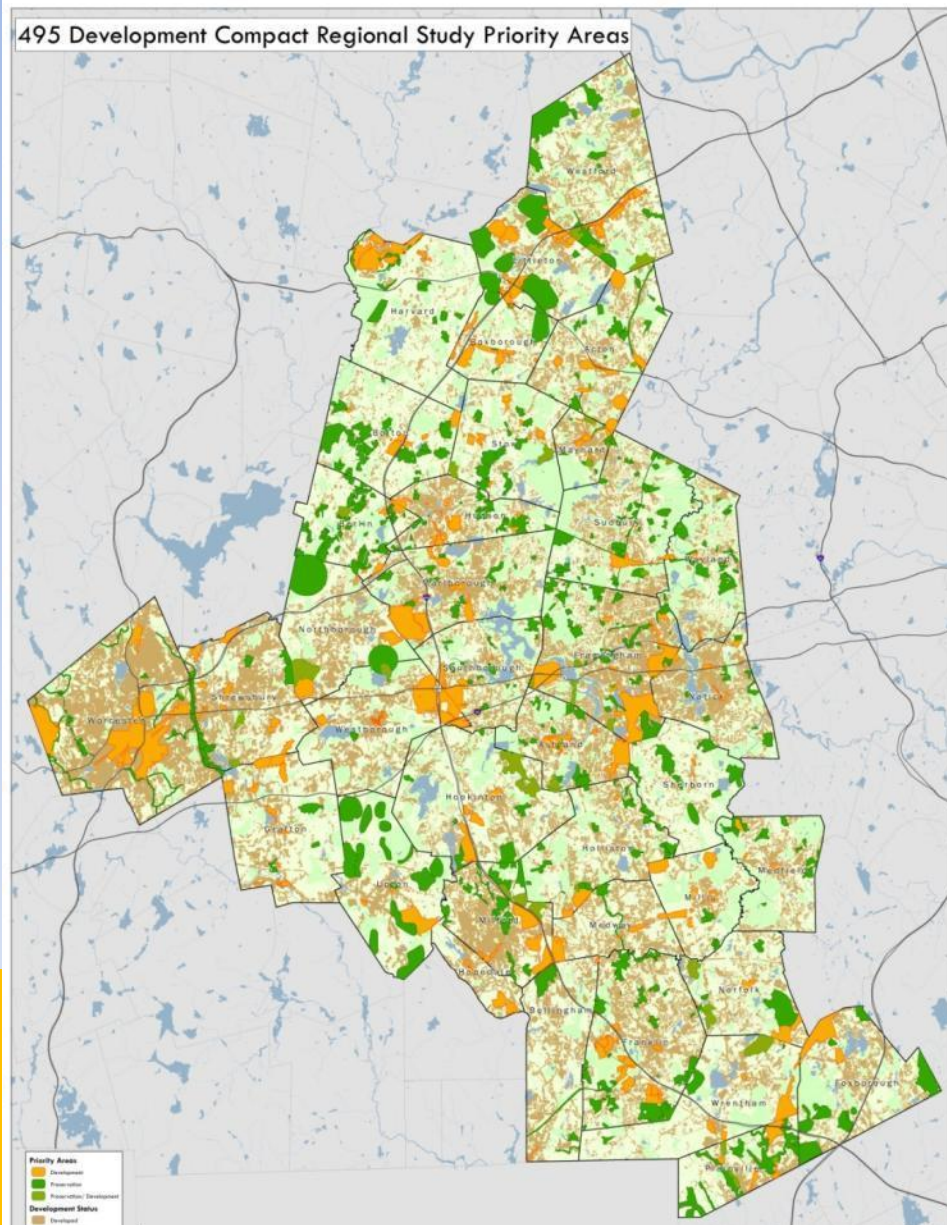 495 Development Compact Regional Study Priority Areas
Westford
Littleton
Harvard
Boxborough
Acton
Bolton
Stow
Maynard
Hudson
Berlin
Sudbury
Wayland
Marlborough
Northborough
Southborough
Framingham
Natick
Worcester
Shrewsbury
Westborough
Ashland
Sherborn
Hopkinton
Grafton
Holliston
Medfield
Upton
Millis
Milford
Medway
Hopedale
Norfolk
Bellingham
Franklin
Foxborough
Wrentham
Plainville
Priority Areas
Development
Preservation
Preservation/ Development
Development Status
Developed